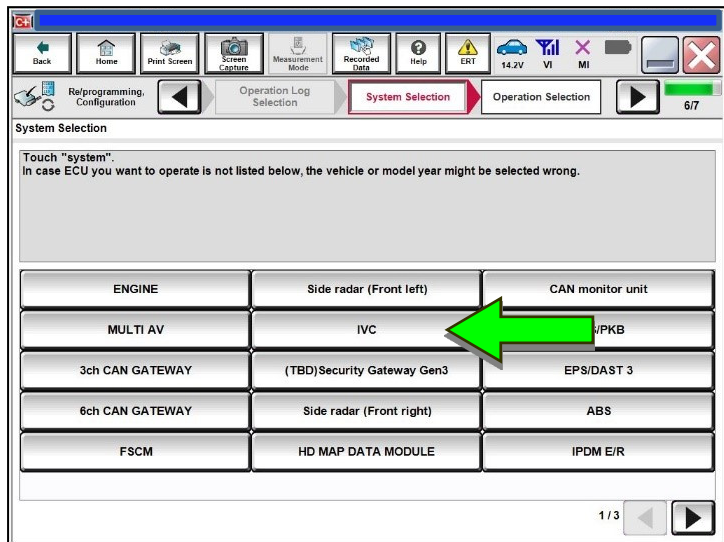 C+
Back
Home
Print Screen
Screen
Capture
Measurement
Mode
Recorded
Data
Help
ERT
14.2V
VI
MI
Re/programming,
Configuration
Operation Log
Selection
System Selection
Operation Selection
6/7
System Selection
Touch "system".
In case ECU you want to operate is not listed below, the vehicle or model year might be selected wrong.
ENGINE
Side radar (Front left)
CAN monitor unit
MULTI AV
IVC
/PKB
3ch CAN GATEWAY
(TBD)Security Gateway Gen3
EPS/DAST 3
6ch CAN GATEWAY
Side radar (Front right)
ABS
FSCM
HD MAP DATA MODULE
IPDM E/R
1 / 3